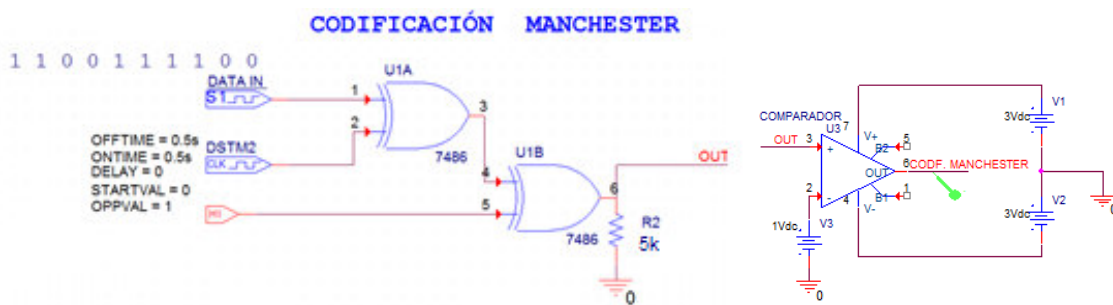 CODIFICACIÓN MANCHESTER
1 1 0 0 1 1 1 1 0 0
DATA IN
S1
U1A
1
2
3
7486
OFFTIME = 0.5s
ONTIME = 0.5s
DELAY = 0
STARTVAL = 0
OPPVAL = 1
DSTM2
CLK
HI
U1B
4
5
6
7486
OUT
R2
5k
0
COMPARADOR
U3
7
OUT
3
+
2
-
V+
B2
5
6
OUT
CODF. MANCHESTER
B1
1
4
V-
V3
1Vdc
0
V1
3Vdc
V2
3Vdc
0